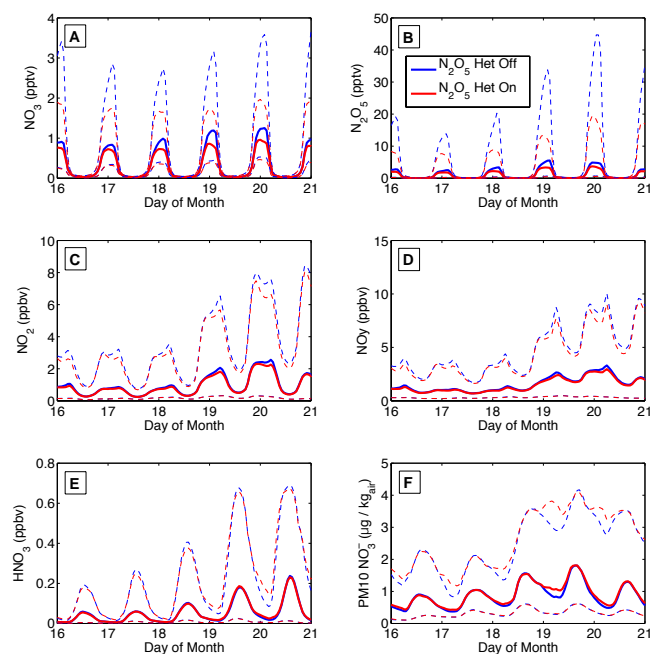 A
NO₃ (pptv)
4
3
2
1
0
16 17 18 19 20 21
Day of Month
B
N₂O₅ (pptv)
50
40
30
20
10
0
N₂O₅ Het Off
N₂O₅ Het On
16 17 18 19 20 21
Day of Month
C
NO₂ (ppbv)
10
8
6
4
2
0
16 17 18 19 20 21
Day of Month
D
NOy (ppbv)
15
10
5
0
16 17 18 19 20 21
Day of Month
E
HNO₃ (ppbv)
0.8
0.6
0.4
0.2
0
16 17 18 19 20 21
Day of Month
F
PM10 NO₃⁻ (μg / kg_air)
5
4
3
2
1
0
16 17 18 19 20 21
Day of Month